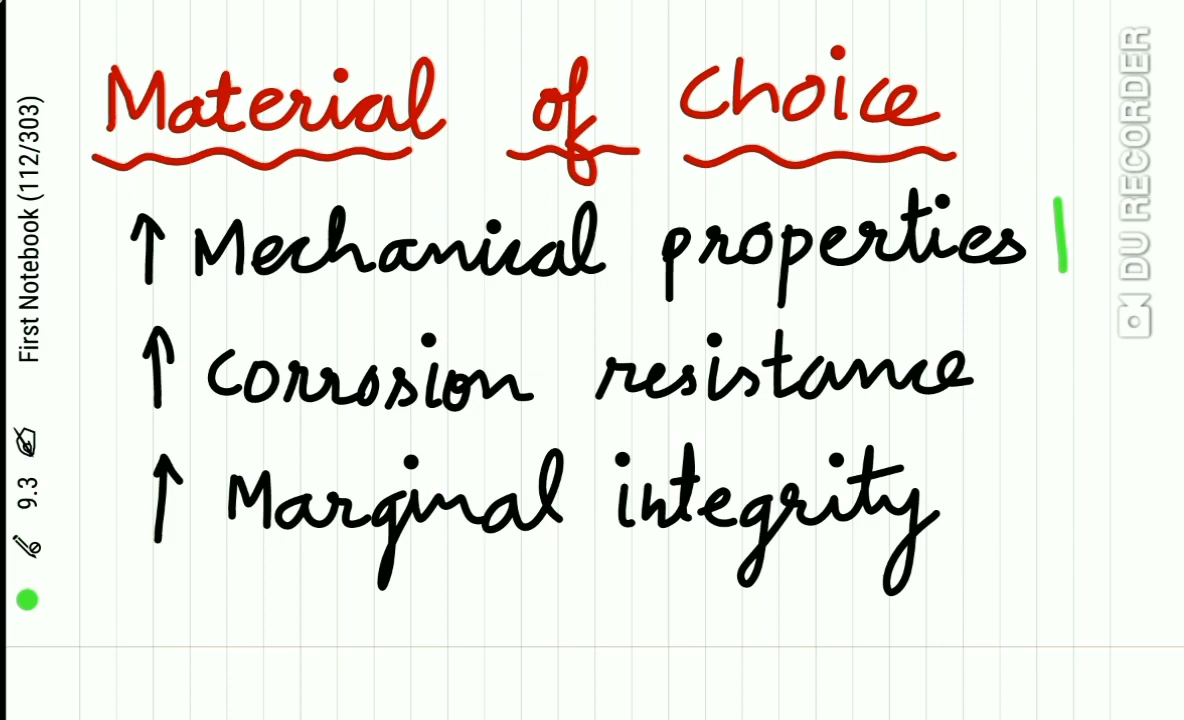 Material of Choice
↑ Mechanical properties
↑ Corrosion resistance
↑ Marginal integrity
First Notebook (112/303)
9.3
DU RECORDER